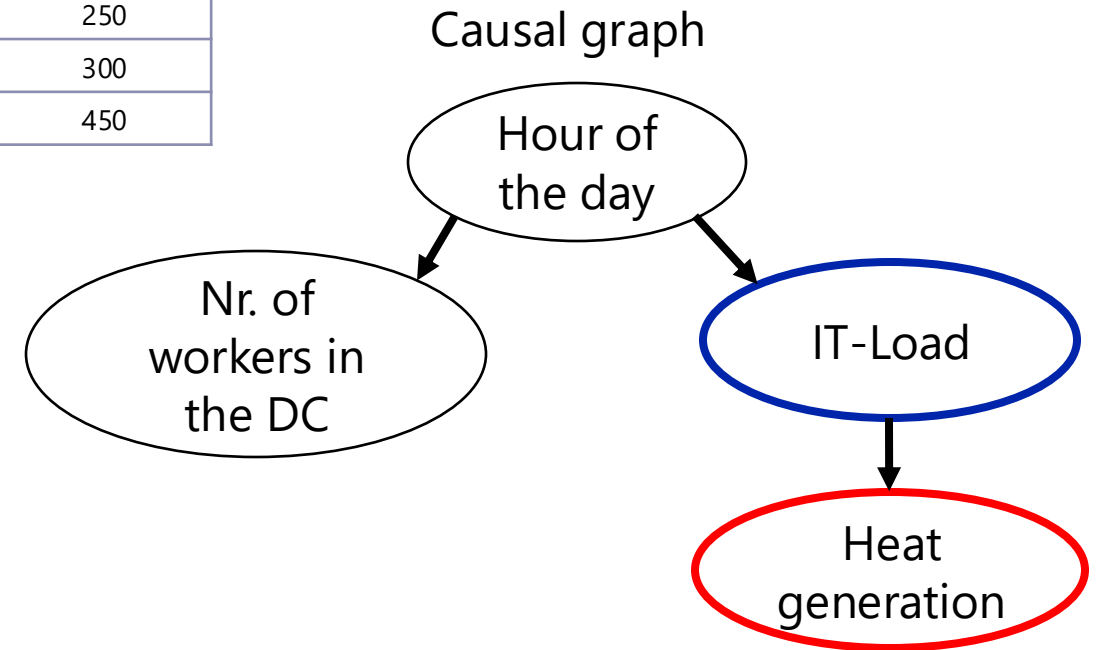 250
300
450
Causal graph
Hour of
the day
Nr. of
workers in
the DC
IT-Load
Heat
generation